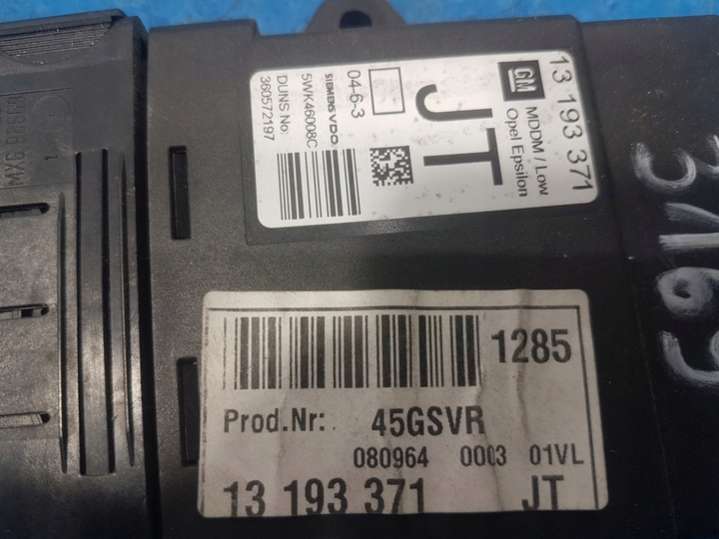 GM
13 193 371
MDDM / Low
Opel Epsilon
JT
04-6-3
SIEMENS VDO
5WK46008C
DUNS No:
360572197
1285
Prod.Nr: 45GSVR
080964 0003 01VL
13 193 371 JT